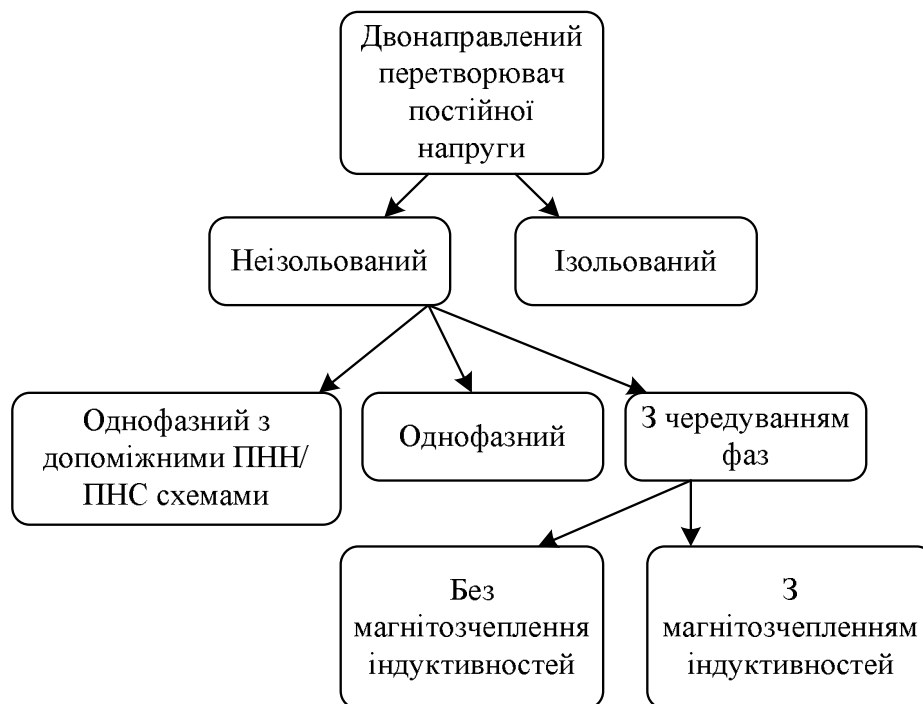 Двонаправлений
перетворювач
постійної
напруги
Неізольований
Ізольований
Однофазний з
допоміжними ПНН/
ПНС схемами
Однофазний
З чередуванням
фаз
Без
магнітозчеплення
індуктивностей
З
магнітозчепленням
індуктивностей